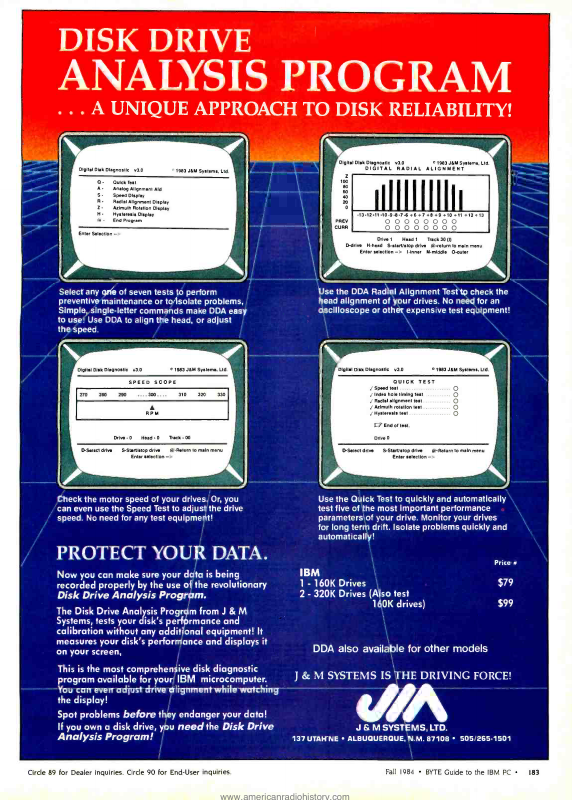 DISK DRIVE
ANALYSIS PROGRAM
. . . A UNIQUE APPROACH TO DISK RELIABILITY!
Digital Disk Diagnostic v3.0 © 1983 J&M Systems, Ltd.
Q - Quick Test
A - Analog Alignment Aid
S - Speed Display
R - Radial Alignment Display
Z - Azimuth Rotation Display
H - Hysteresis Display
N - End Program
Enter Selection -->
Select any one of seven tests to perform
preventive maintenance or to isolate problems,
Simple, single-letter commands make DDA easy
to use! Use DDA to align the head, or adjust
the speed.
Digital Disk Diagnostic v3.0 © 1983 J&M Systems, Ltd.
DIGITAL RADIAL ALIGNMENT
Z
100
80
60
40
20
0
-13-12-11-10-9-8-7-6 +6 +7 +8 +9 +10 +11 +12 +13
PREV O O O O O O O O
CURR O O O O O O O O
Drive 1 Head 1 Track 30 (I)
D-drive H-head S-start/stop drive @-return to main menu
Enter selection --> I-inner M-middle O-outer
Use the DDA Radial Alignment Test to check the
head alignment of your drives. No need for an
oscilloscope or other expensive test equipment!
Digital Disk Diagnostic v3.0 © 1983 J&M Systems, Ltd.
SPEED SCOPE
270 280 290 ....300.... 310 320 330
RPM
Drive - 0 Head - 0 Track - 00
D-Select drive S-Start/stop drive @-Return to main menu
Enter selection -->
Check the motor speed of your drives. Or, you
can even use the Speed Test to adjust the drive
speed. No need for any test equipment!
Digital Disk Diagnostic v3.0 © 1983 J&M Systems, Ltd.
QUICK TEST
/ Speed test .............. O
/ Index hole timing test ...... O
/ Radial alignment test ....... O
/ Azimuth rotation test ....... O
/ Hysteresis test ............ O
End of test.
Drive 0
D-Select drive S-Start/stop drive @-Return to main menu
Enter selection -->
Use the Quick Test to quickly and automatically
test five of the most important performance
parameters of your drive. Monitor your drives
for long term drift. Isolate problems quickly and
automatically!
PROTECT YOUR DATA.
Now you can make sure your data is being
recorded properly by the use of the revolutionary
Disk Drive Analysis Program.
The Disk Drive Analysis Program from J & M
Systems, tests your disk's performance and
calibration without any additional equipment! It
measures your disk's performance and displays it
on your screen,
This is the most comprehensive disk diagnostic
program available for your IBM microcomputer.
You can even adjust drive alignment while watching
the display!
Spot problems before they endanger your data!
If you own a disk drive, you need the Disk Drive
Analysis Program!
Price #
IBM
1 - 160K Drives $79
2 - 320K Drives (Also test
160K drives) $99
DDA also available for other models
J & M SYSTEMS IS THE DRIVING FORCE!
J & M SYSTEMS, LTD.
137 UTAH NE • ALBUQUERQUE, N.M. 87108 • 505/265-1501
Circle 89 for Dealer inquiries. Circle 90 for End-User inquiries.
Fall 1984 • BYTE Guide to the IBM PC • 183
www.americanradiohistory.com